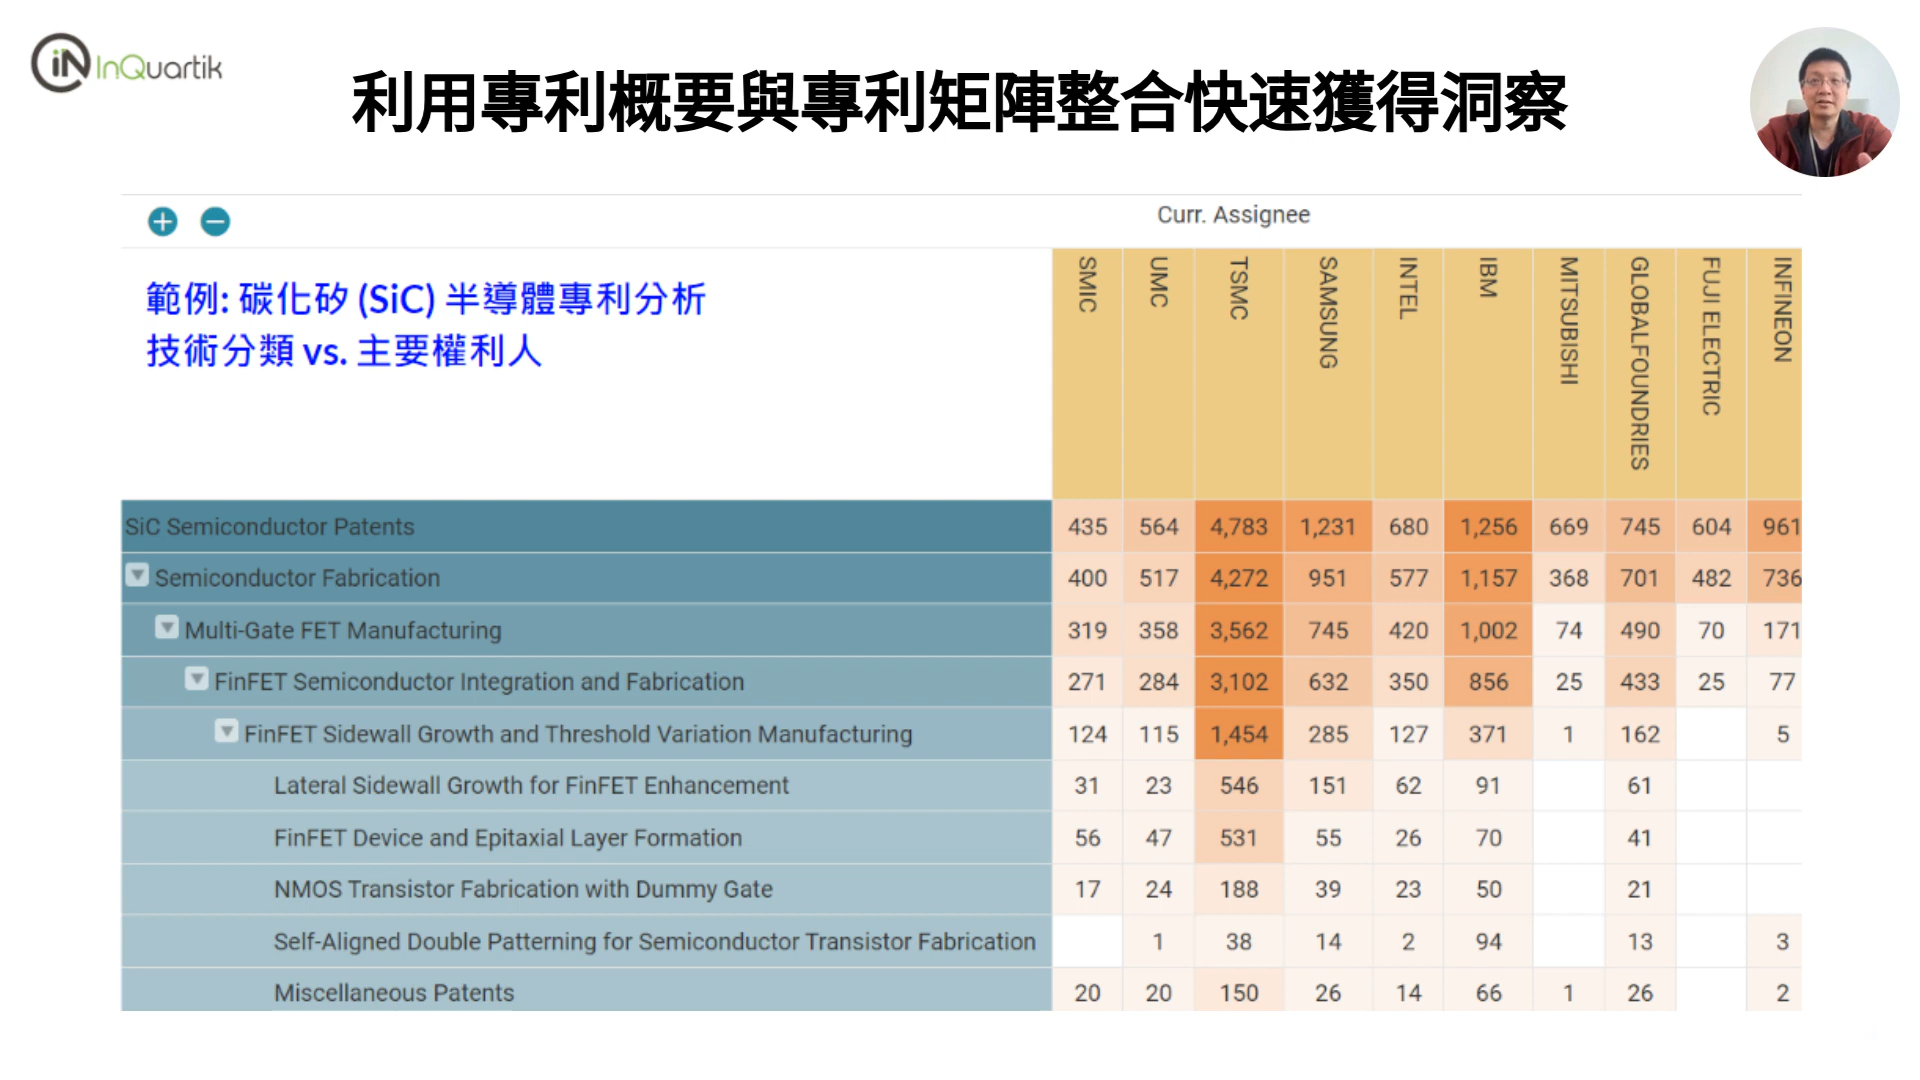 InQuartik
利用專利概要與專利矩陣整合快速獲得洞察
Curr. Assignee
範例: 碳化矽 (SiC) 半導體專利分析
技術分類 vs. 主要權利人
SMIC UMC TSMC SAMSUNG INTEL IBM MITSUBISHI GLOBALFOUNDRIES FUJI ELECTRIC INFINEON
SiC Semiconductor Patents 435 564 4,783 1,231 680 1,256 669 745 604 961
Semiconductor Fabrication 400 517 4,272 951 577 1,157 368 701 482 736
Multi-Gate FET Manufacturing 319 358 3,562 745 420 1,002 74 490 70 171
FinFET Semiconductor Integration and Fabrication 271 284 3,102 632 350 856 25 433 25 77
FinFET Sidewall Growth and Threshold Variation Manufacturing 124 115 1,454 285 127 371 1 162 5
Lateral Sidewall Growth for FinFET Enhancement 31 23 546 151 62 91 61
FinFET Device and Epitaxial Layer Formation 56 47 531 55 26 70 41
NMOS Transistor Fabrication with Dummy Gate 17 24 188 39 23 50 21
Self-Aligned Double Patterning for Semiconductor Transistor Fabrication 1 38 14 2 94 13 3
Miscellaneous Patents 20 20 150 26 14 66 1 26 2